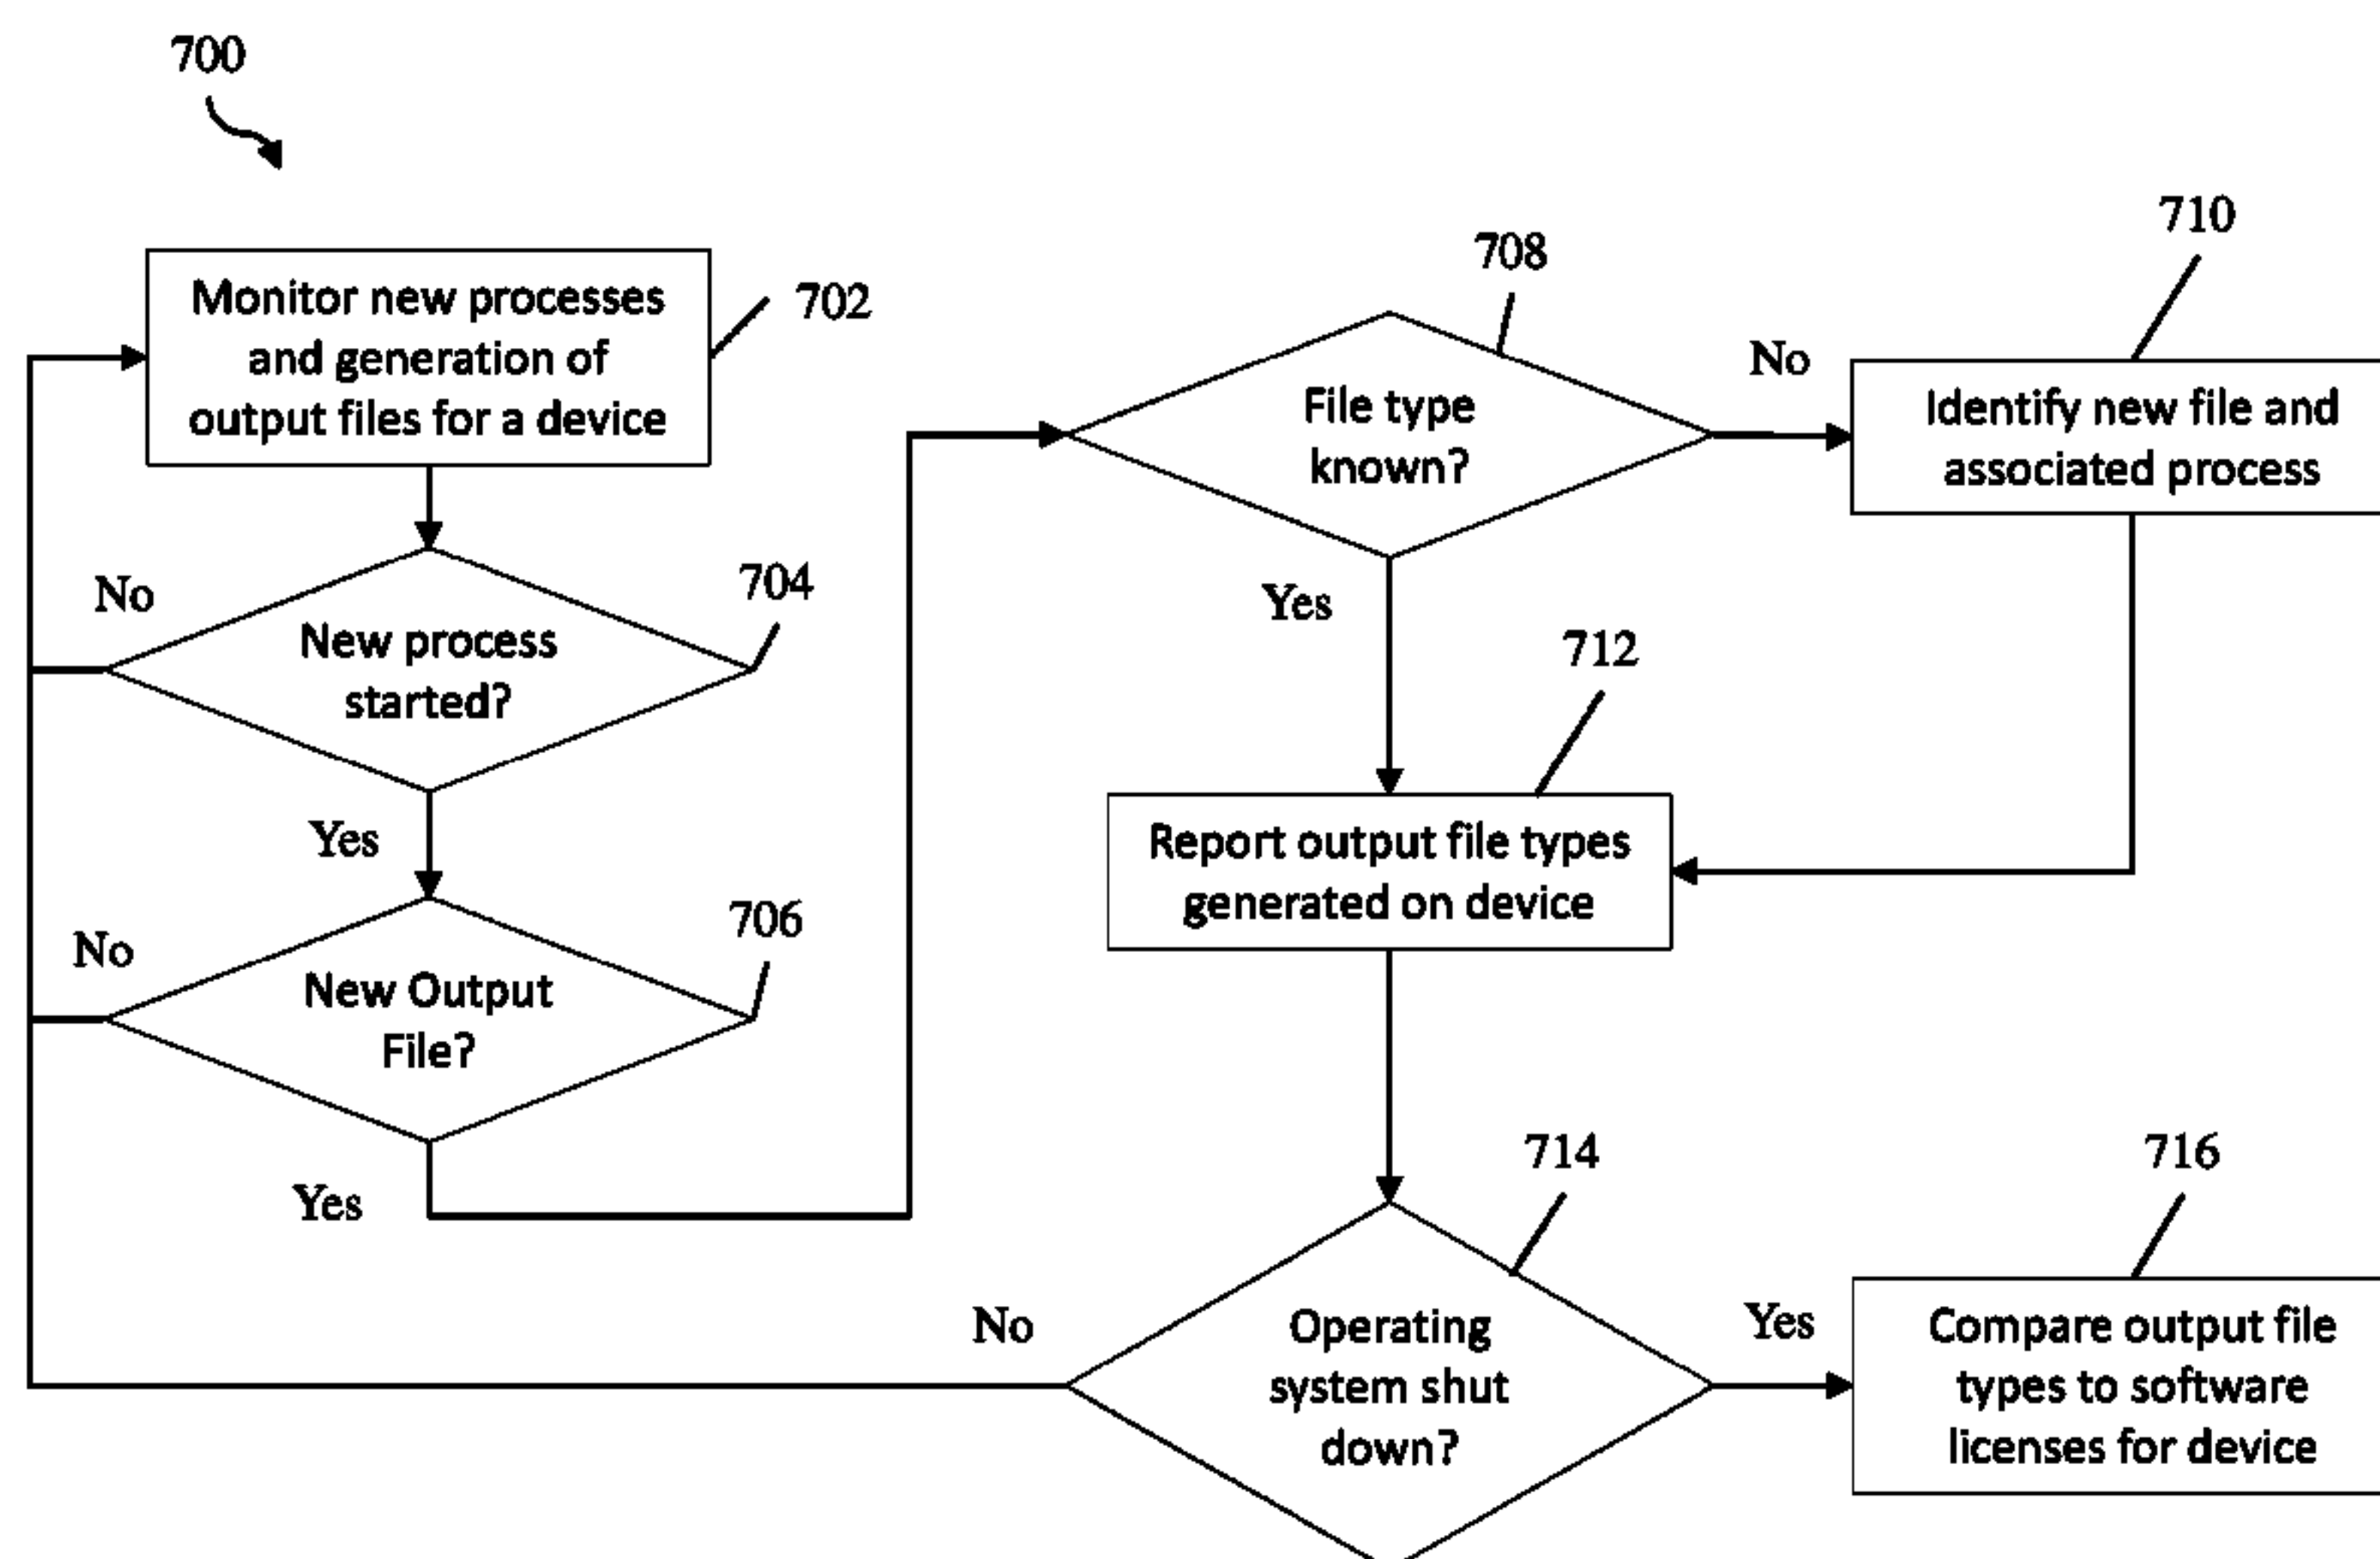 700
Monitor new processes
and generation of
output files for a device
702
No
New process
started?
704
Yes
No
New Output
File?
706
Yes
708
File type
known?
No
710
Identify new file and
associated process
Yes
712
Report output file types
generated on device
714
No
Operating
system shut
down?
Yes
716
Compare output file
types to software
licenses for device